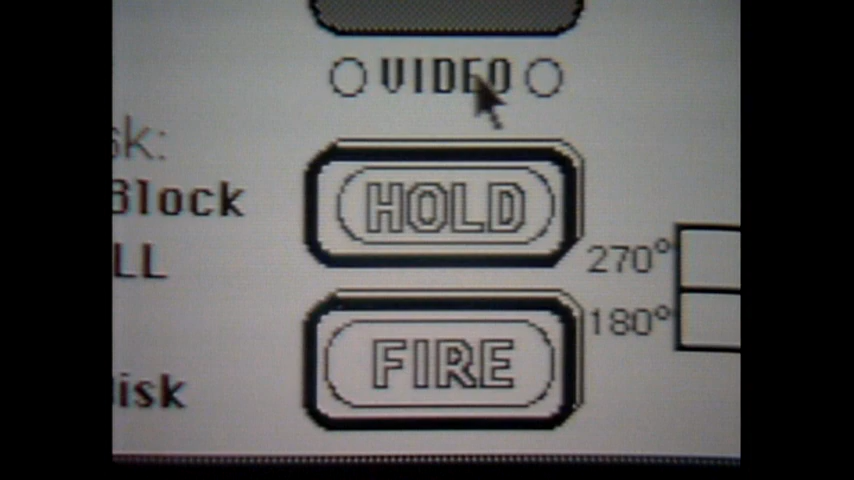 VIDEO
sk:
Block
HOLD
LL
270°
FIRE
180°
isk